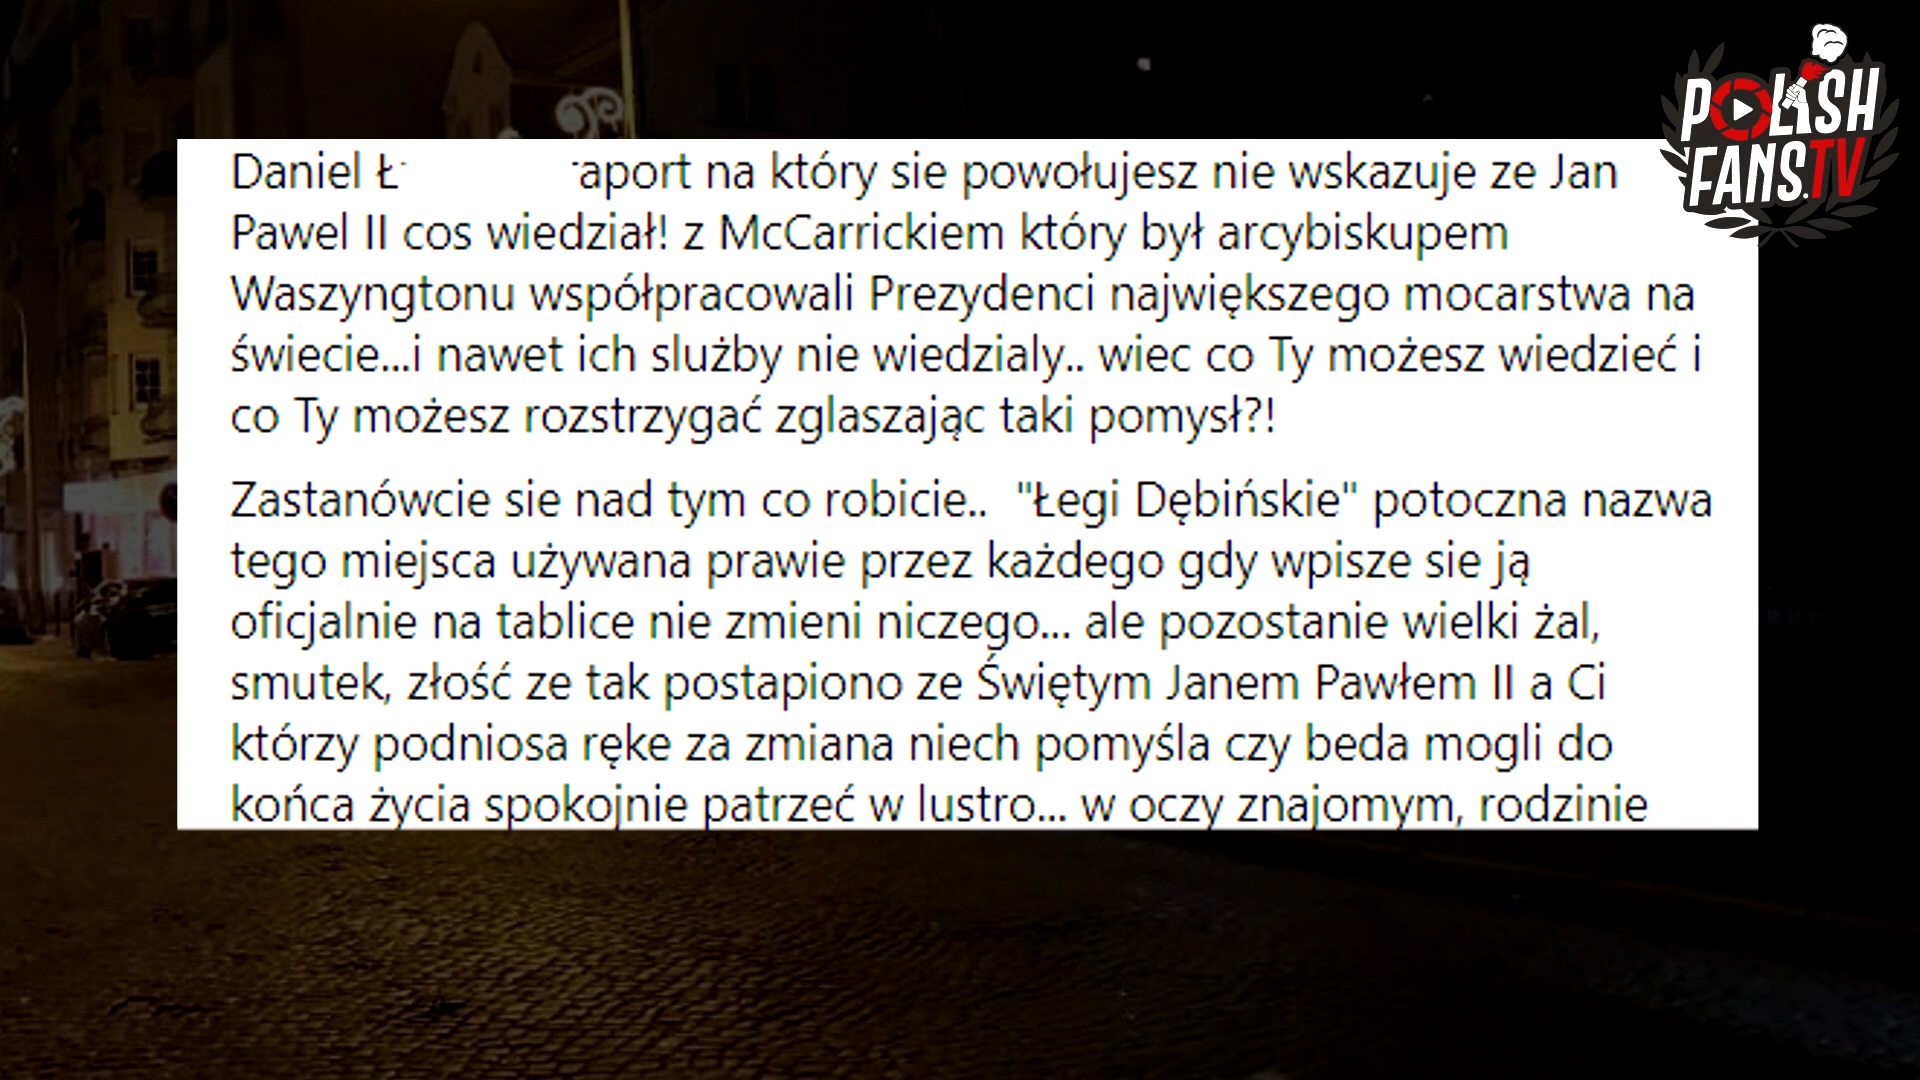 POLISH
FANS.TV
Daniel Ł raport na który sie powołujesz nie wskazuje ze Jan
Pawel II cos wiedział! z McCarrickiem który był arcybiskupem
Waszyngtonu współpracowali Prezydenci największego mocarstwa na
świecie...i nawet ich slużby nie wiedzialy.. wiec co Ty możesz wiedzieć i
co Ty możesz rozstrzygać zglaszając taki pomysł?!
Zastanówcie sie nad tym co robicie.. "Łegi Dębińskie" potoczna nazwa
tego miejsca używana prawie przez każdego gdy wpisze sie ją
oficjalnie na tablice nie zmieni niczego... ale pozostanie wielki żal,
smutek, złość ze tak postapiono ze Świętym Janem Pawłem II a Ci
którzy podniosa ręke za zmiana niech pomyśla czy beda mogli do
końca życia spokojnie patrzeć w lustro... w oczy znajomym, rodzinie